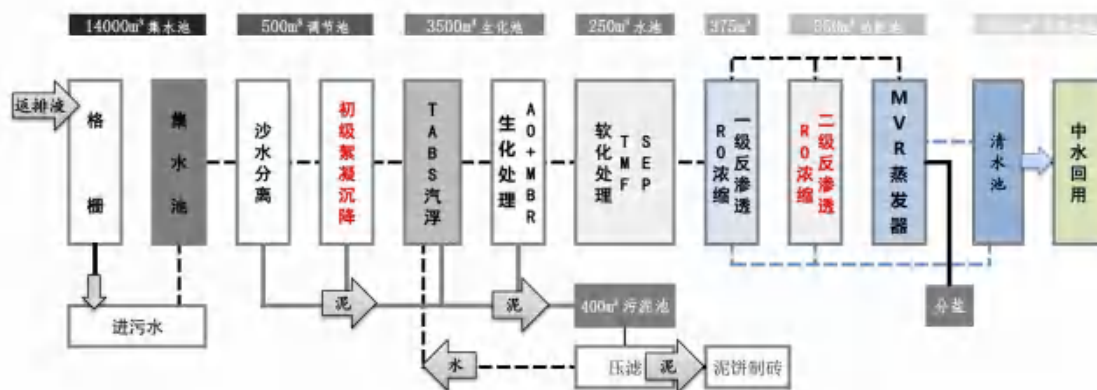 14000m³集水池
500m³调节池
3500m³生化池
250m³水池
375m³
返排液
格栅
集水池
沙水分离
初级絮凝沉降
TABS汽浮
AO+MBR
生化处理
SEP
TMF
软化处理
一级反渗透
RO浓缩
二级反渗透
RO浓缩
MVR蒸发器
清水池
中水回用
泥
泥
400m³污泥池
分盐
进污水
水
压滤
泥
泥饼制砖